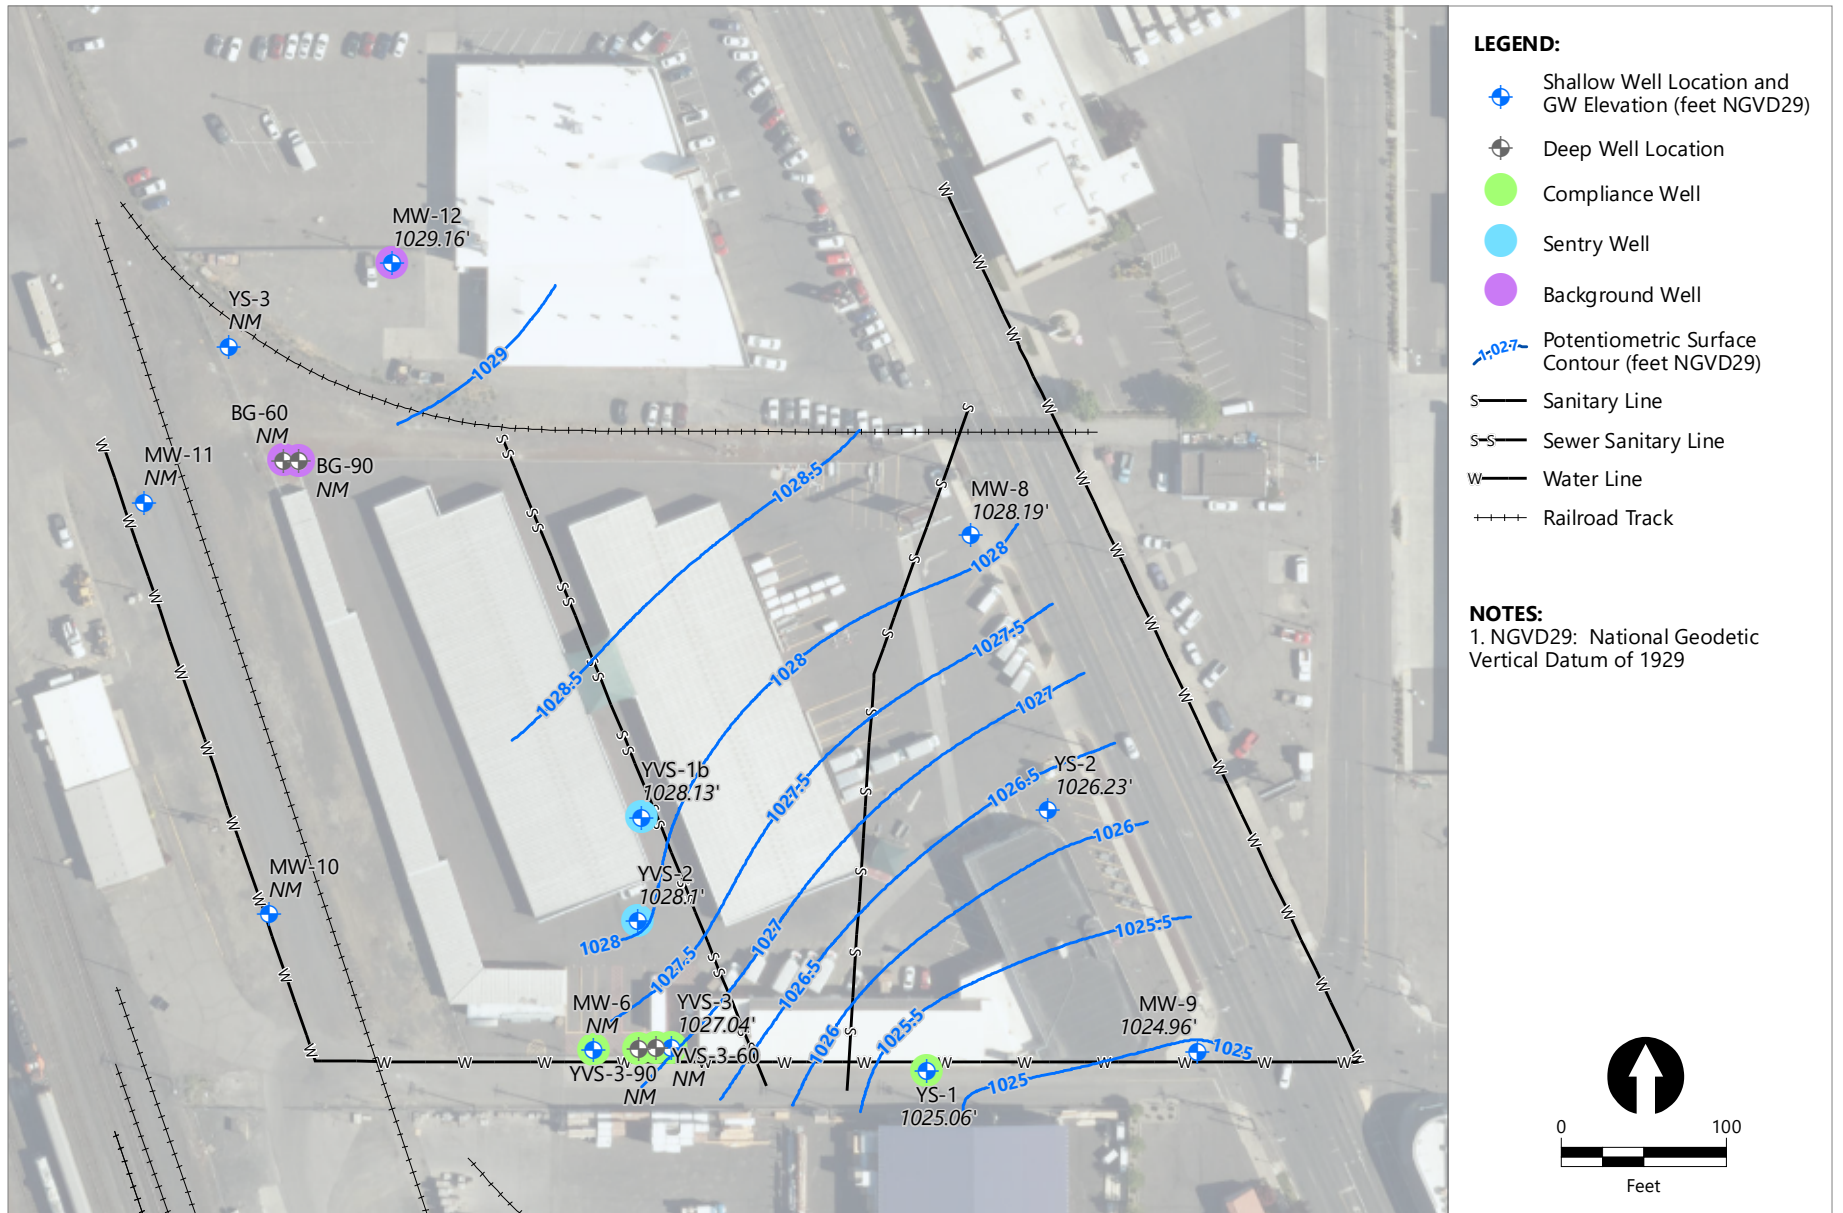 LEGEND:
Shallow Well Location and
GW Elevation (feet NGVD29)
Deep Well Location
Compliance Well
Sentry Well
Background Well
1,027
Potentiometric Surface
Contour (feet NGVD29)
S
Sanitary Line
S-S
Sewer Sanitary Line
W
Water Line
Railroad Track
NOTES:
1. NGVD29: National Geodetic
Vertical Datum of 1929
0 100
Feet
MW-12
1029.16'
YS-3
NM
1029
BG-60
NM
BG-90
NM
MW-11
NM
1028.5
MW-8
1028.19'
1028
1027.5
1028
1028.5
1027
YVS-1b
1028.13'
YS-2
1026.23'
1026.5
1027.5
1026
MW-10
NM
YVS-2
1028.1'
1028
1025.5
1027
1027.5
1026.5
MW-6
NM
YVS-3
1027.04'
YVS-3-60
NM
YVS-3-90
NM
1026
1025.5
MW-9
1024.96'
1025
1025
YS-1
1025.06'